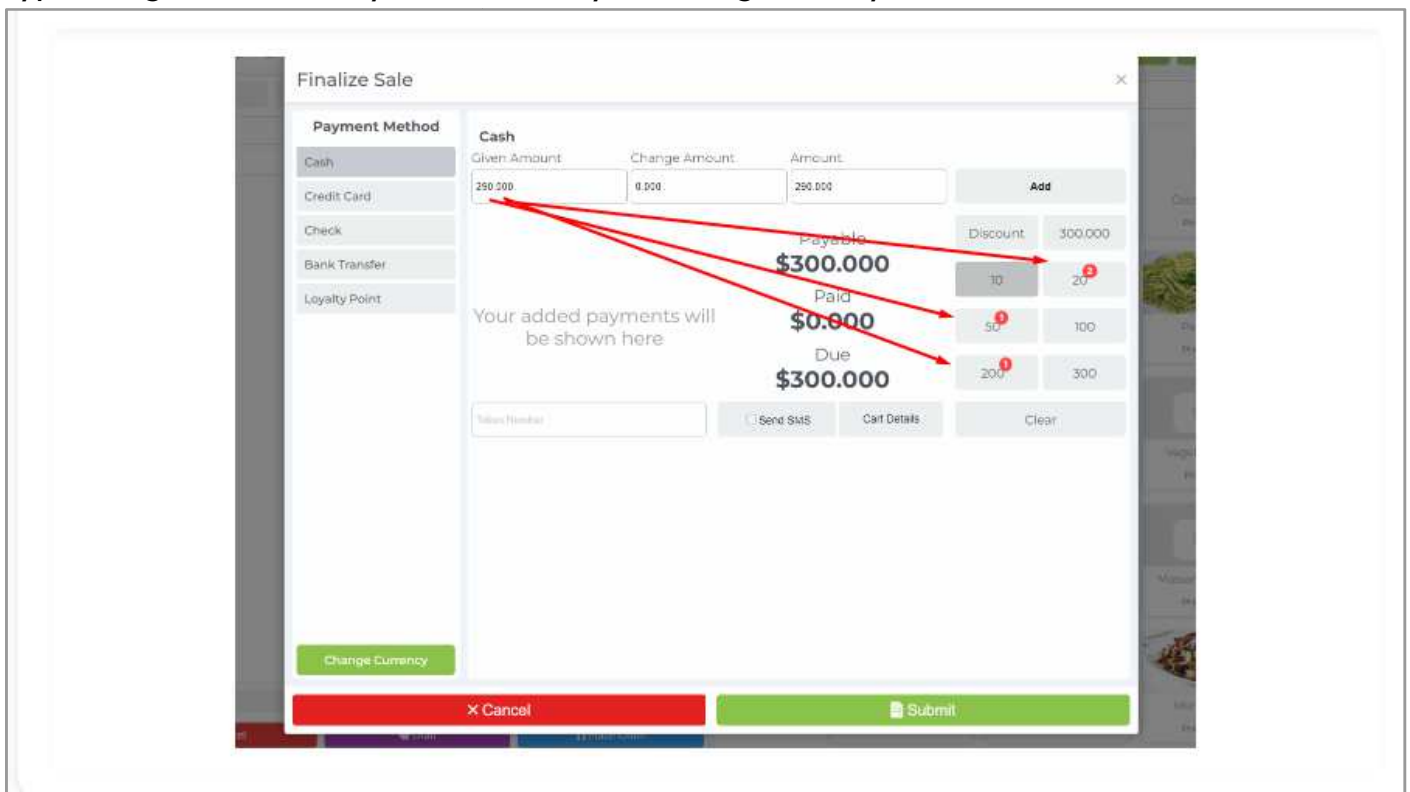 Finalize Sale ×
Payment Method
Cash
Credit Card
Check
Bank Transfer
Loyalty Point
Change Currency
Cash
Given Amount Change Amount Amount
290.000 0.000 290.000 Add
Discount 300.000
10 20 2
50 1 100
200 1 300
Clear
Payable
$300.000
Paid
$0.000
Due
$300.000
Your added payments will
be shown here
Send SMS Cart Details
× Cancel Submit